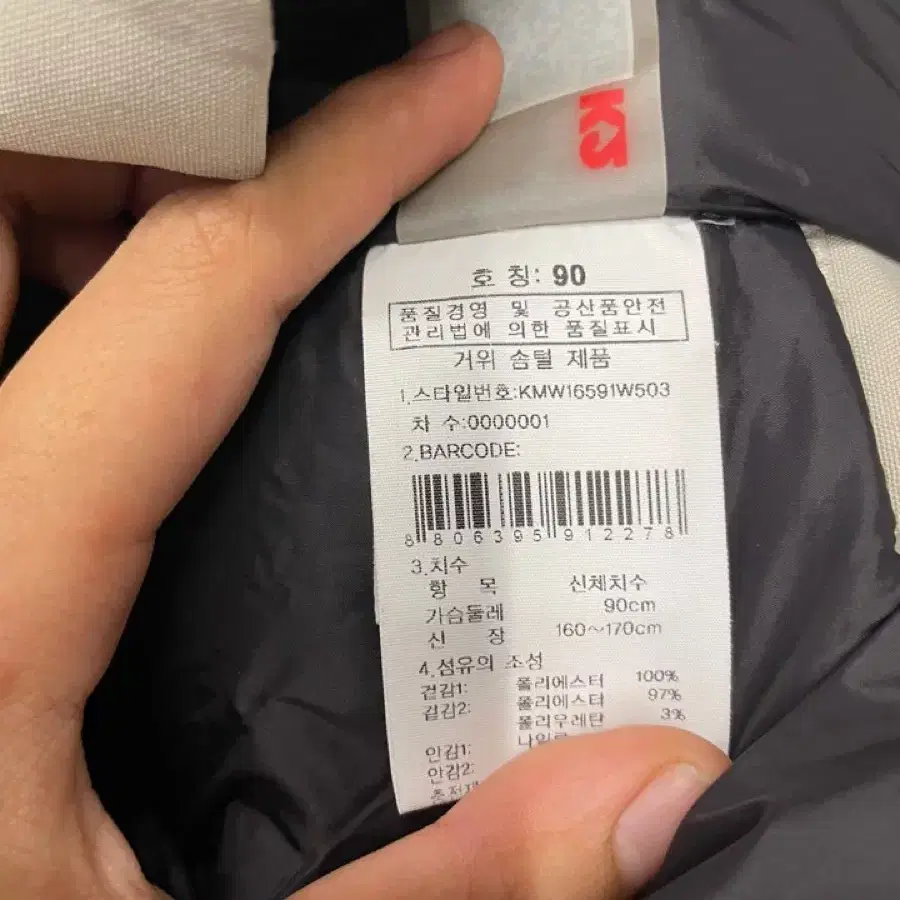 K2
호 칭: 90
품질경영 및 공산품안전
관리법에 의한 품질표시
거위 솜털 제품
1.스타일번호:KMW16591W503
차 수:0000001
2.BARCODE:
8 806395 912278
3.치수
항 목 신체치수
가슴둘레 90cm
신 장 160~170cm
4.섬유의 조성
겉감1: 폴리에스터 100%
겉감2: 폴리에스터 97%
폴리우레탄 3%
안감1:
안감2: